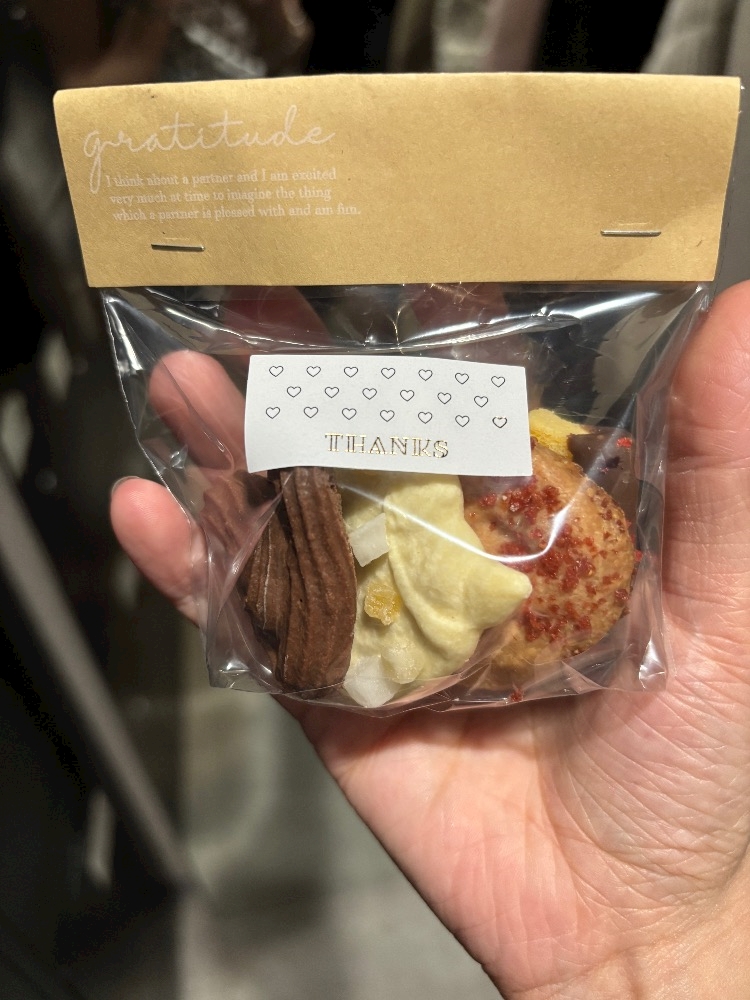 gratitude
I think about a partner and I am excited
very much at time to imagine the thing
which a partner is plessed with and am fun.
THANKS